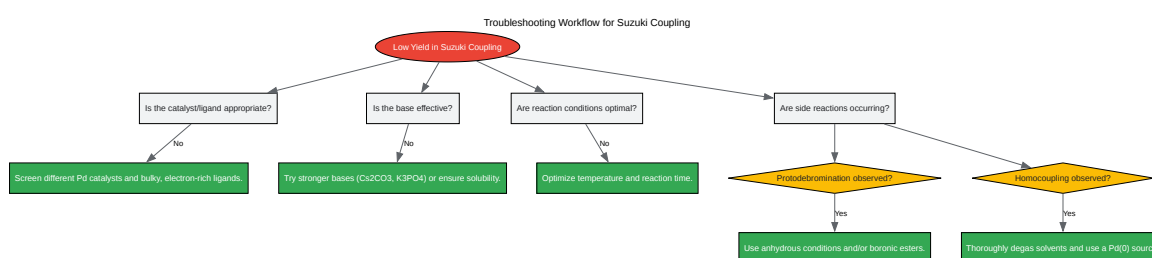 Troubleshooting Workflow for Suzuki Coupling
Low Yield in Suzuki Coupling
Is the catalyst/ligand appropriate?
Is the base effective?
Are reaction conditions optimal?
Are side reactions occurring?
No
No
No
Screen different Pd catalysts and bulky, electron-rich ligands.
Try stronger bases (Cs2CO3, K3PO4) or ensure solubility.
Optimize temperature and reaction time.
Protodebromination observed?
Homocoupling observed?
Yes
Yes
Use anhydrous conditions and/or boronic esters.
Thoroughly degas solvents and use a Pd(0)